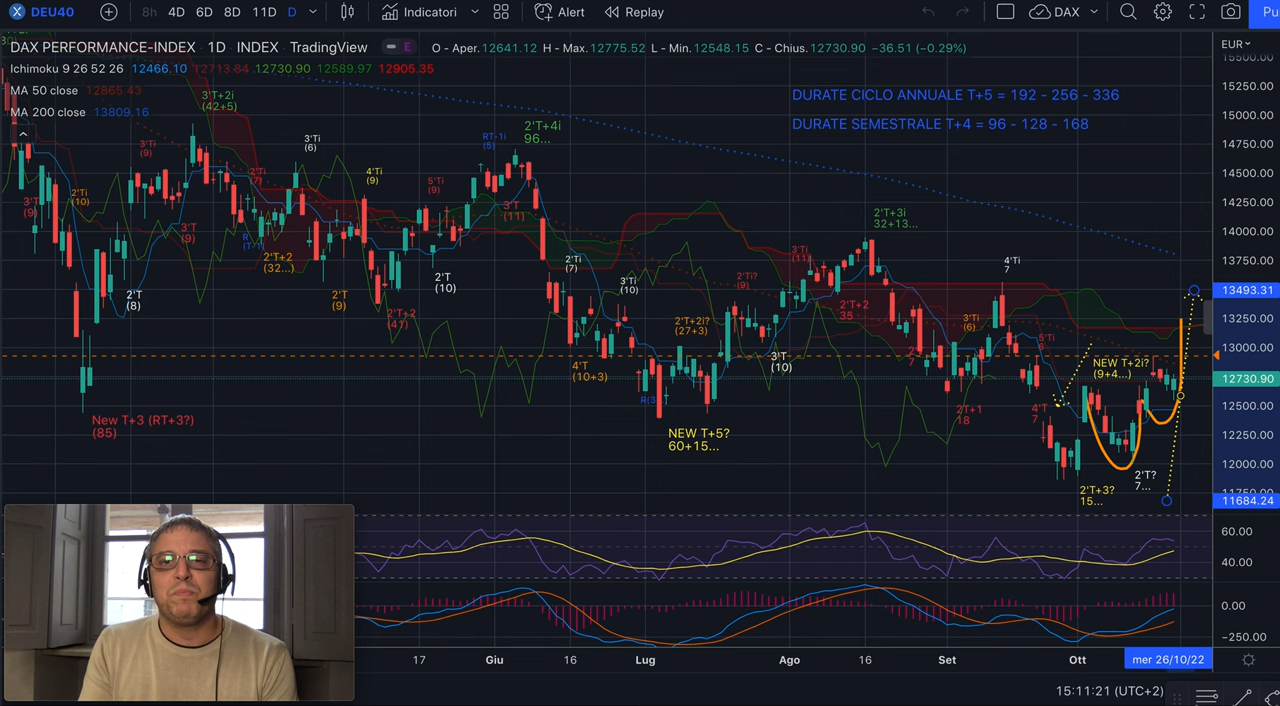 DEU40
8h 4D 6D 8D 11D D Indicatori Alert Replay DAX Pu
DAX PERFORMANCE-INDEX 1D INDEX TradingView E O - Aper.12641.12 H - Max.12775.52 L - Min.12548.15 C - Chius.12730.90 -36.51 (-0.29%)
EUR
Ichimoku 9 26 52 26 12466.10 12713.84 12730.90 12589.97 12905.35
MA 50 close 12865.43
MA 200 close 13809.16
DURATE CICLO ANNUALE T+5 = 192 - 256 - 336
DURATE SEMESTRALE T+4 = 96 - 128 - 168
3'T+2i
(42+5)
3'Ti
(9)
2'Ti
(7)
2'Ti
(10)
3'T
(9)
3'T
(9)
3'Ti
(6)
4'Ti
(9)
5'Ti
(9)
RT-1i
(5)
2'T+4i
96...
3'T
(11)
2'T
(8)
2'T+2
(32...)
2'T
(9)
2'T+2
(41)
2'T
(10)
2'Ti
(7)
3'Ti
(10)
2'Ti?
(9)
2'T+2i?
(27+3)
3'Ti
(11)
2'T+3i
32+13...
2'T+2
35
4'Ti
7
3'Ti
(6)
5'Ti
6
NEW T+2i?
(9+4...)
New T+3 (RT+3?)
(85)
4'T
(10+3)
R(3
NEW T+5?
60+15...
3'T
(10)
7
2T+1
18
4'T
7
2'T+3?
15...
2'T?
7...
15500.00
15250.00
15000.00
14750.00
14500.00
14250.00
14000.00
13750.00
13493.31
13250.00
13000.00
12730.90
12500.00
12250.00
12000.00
11750.00
11684.24
60.00
40.00
0.00
-250.00
17 Giu 16 Lug Ago 16 Set Ott mer 26/10/22
15:11:21 (UTC+2)